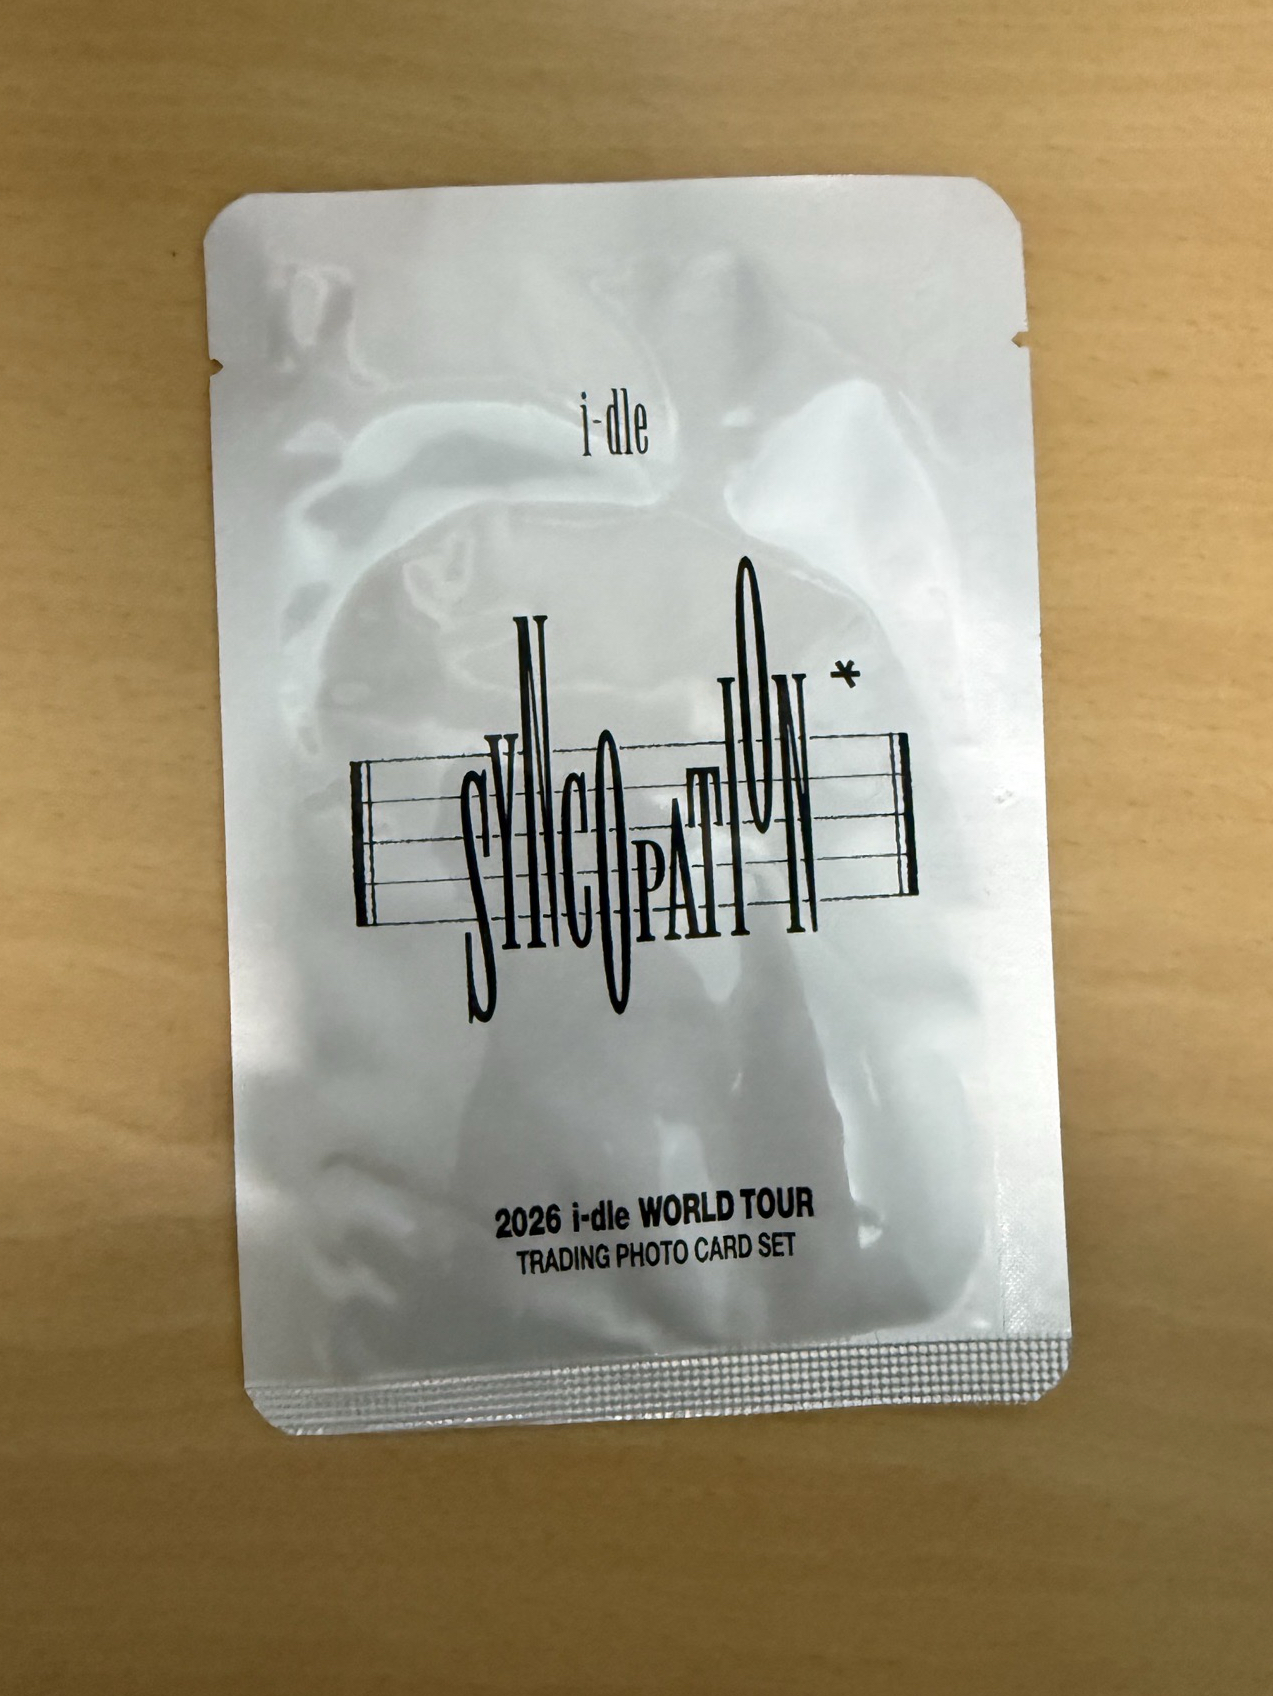 i-dle
SYNCOPATION*
2026 i-dle WORLD TOUR
TRADING PHOTO CARD SET